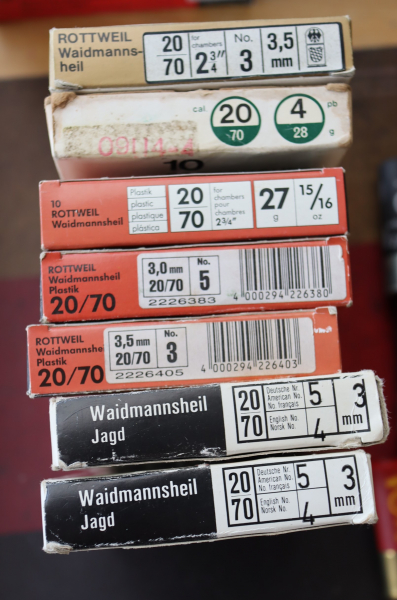 ROTTWEIL
Waidmanns-
heil
20
70
for
chambers
2 3/4"
No.
3
3,5
mm
cal.
20
70
4
28
pb
g
10
10
ROTTWEIL
Waidmannsheil
Plastik
plastic
plastique
plástica
20
70
for
chambers
pour
chambres
2¾"
27
g
15/16
oz
ROTTWEIL
Waidmannsheil
Plastik
20/70
3,0 mm
20/70
No.
5
2226383
4 000294 226380
ROTTWEIL
Waidmannshe
Plastik
20/70
3,5 mm
20/70
No.
3
2226405
4 000294 226403
Waidmannsheil
Jagd
20
70
Deutsche Nr.
American No.
No. français
5
English No.
Norsk No.
4
3
mm
Waidmannsheil
Jagd
20
70
Deutsche Nr.
American No.
No. français
5
English No.
Norsk No.
4
3
mm